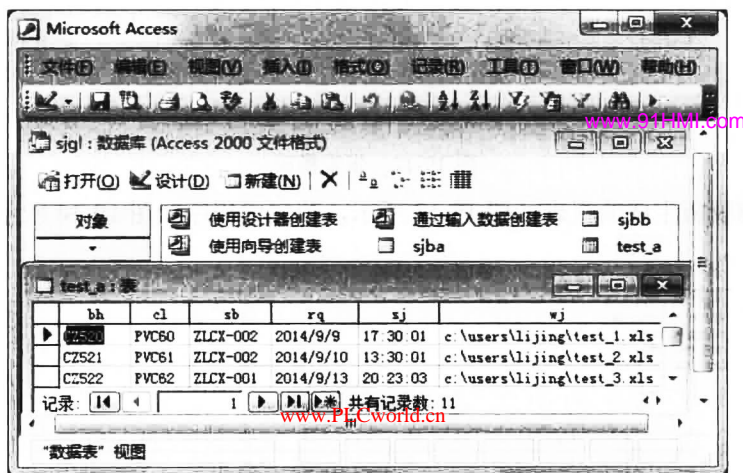 Microsoft Access
文件(F) 编辑(E) 视图(V) 插入(I) 格式(O) 记录(R) 工具(T) 窗口(W) 帮助(H)
www.91HMI.com
sjgl : 数据库 (Access 2000 文件格式)
打开(O) 设计(D) 新建(N)
对象 使用设计器创建表 通过输入数据创建表 sjbb
使用向导创建表 sjba test_a
test_a : 表
bh cl sb rq sj wj
CZ520 PVC60 ZLCX-002 2014/9/9 17:30:01 c:\users\lijing\test_1.xls
CZ521 PVC61 ZLCX-002 2014/9/10 13:30:01 c:\users\lijing\test_2.xls
CZ522 PVC62 ZLCX-001 2014/9/13 20:23:03 c:\users\lijing\test_3.xls
记录: 1 共有记录数: 11
www.PLCworld.cn
“数据表” 视图